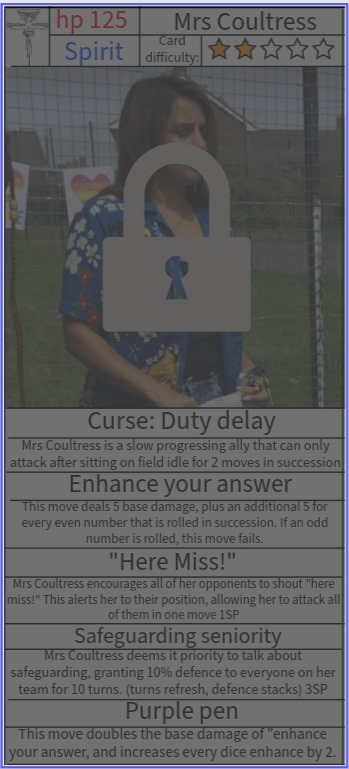 hp 125
Mrs Coultress
Spirit
Card
difficulty:
Curse: Duty delay
Mrs Coultress is a slow progressing ally that can only
attack after sitting on field idle for 2 moves in succession
Enhance your answer
This move deals 5 base damage, plus an additional 5 for
every even number that is rolled in succession. If an odd
number is rolled, this move fails.
"Here Miss!"
Mrs Coultress encourages all of her opponents to shout "here
miss!" This alerts her to their position, allowing her to attack all
of them in one move 1SP
Safeguarding seniority
Mrs Coultress deems it priority to talk about
safeguarding, granting 10% defence to everyone on her
team for 10 turns. (turns refresh, defence stacks) 3SP
Purple pen
This move doubles the base damage of "enhance
your answer, and increases every dice enhance by 2.